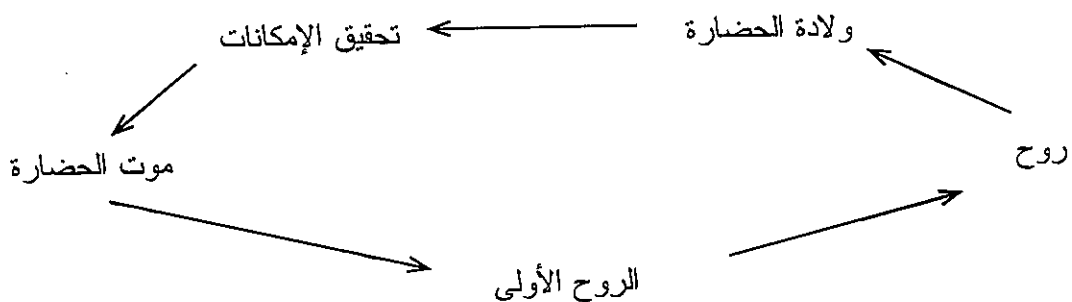 ولادة الحضارة
تحقيق الإمكانات
روح
موت الحضارة
الروح الأولى